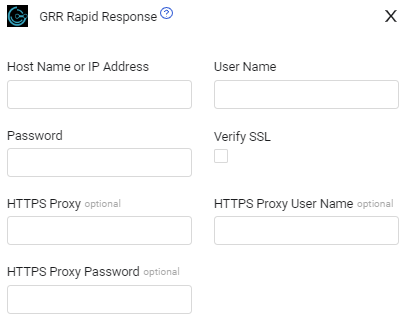 GRR Rapid Response ?
X
Host Name or IP Address
User Name
Password
Verify SSL
HTTPS Proxy optional
HTTPS Proxy User Name optional
HTTPS Proxy Password optional